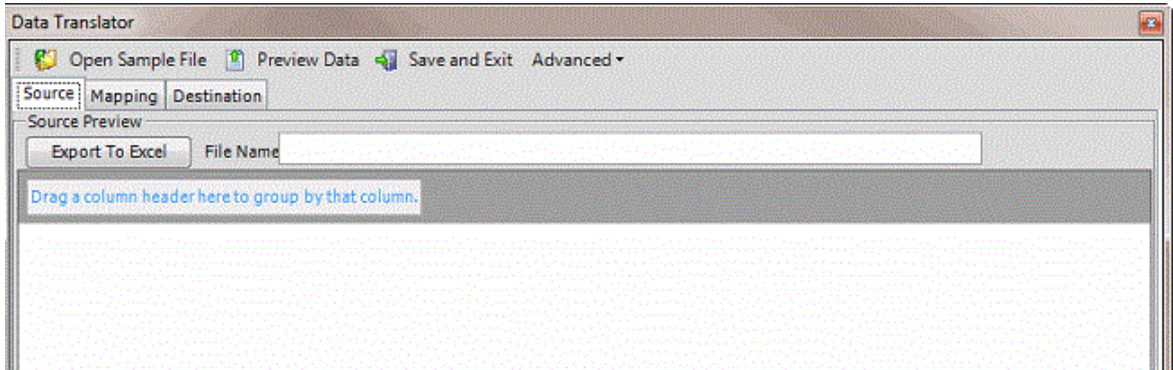 Data Translator
Open Sample File Preview Data Save and Exit Advanced
Source Mapping Destination
Source Preview
Export To Excel File Name
Drag a column header here to group by that column.